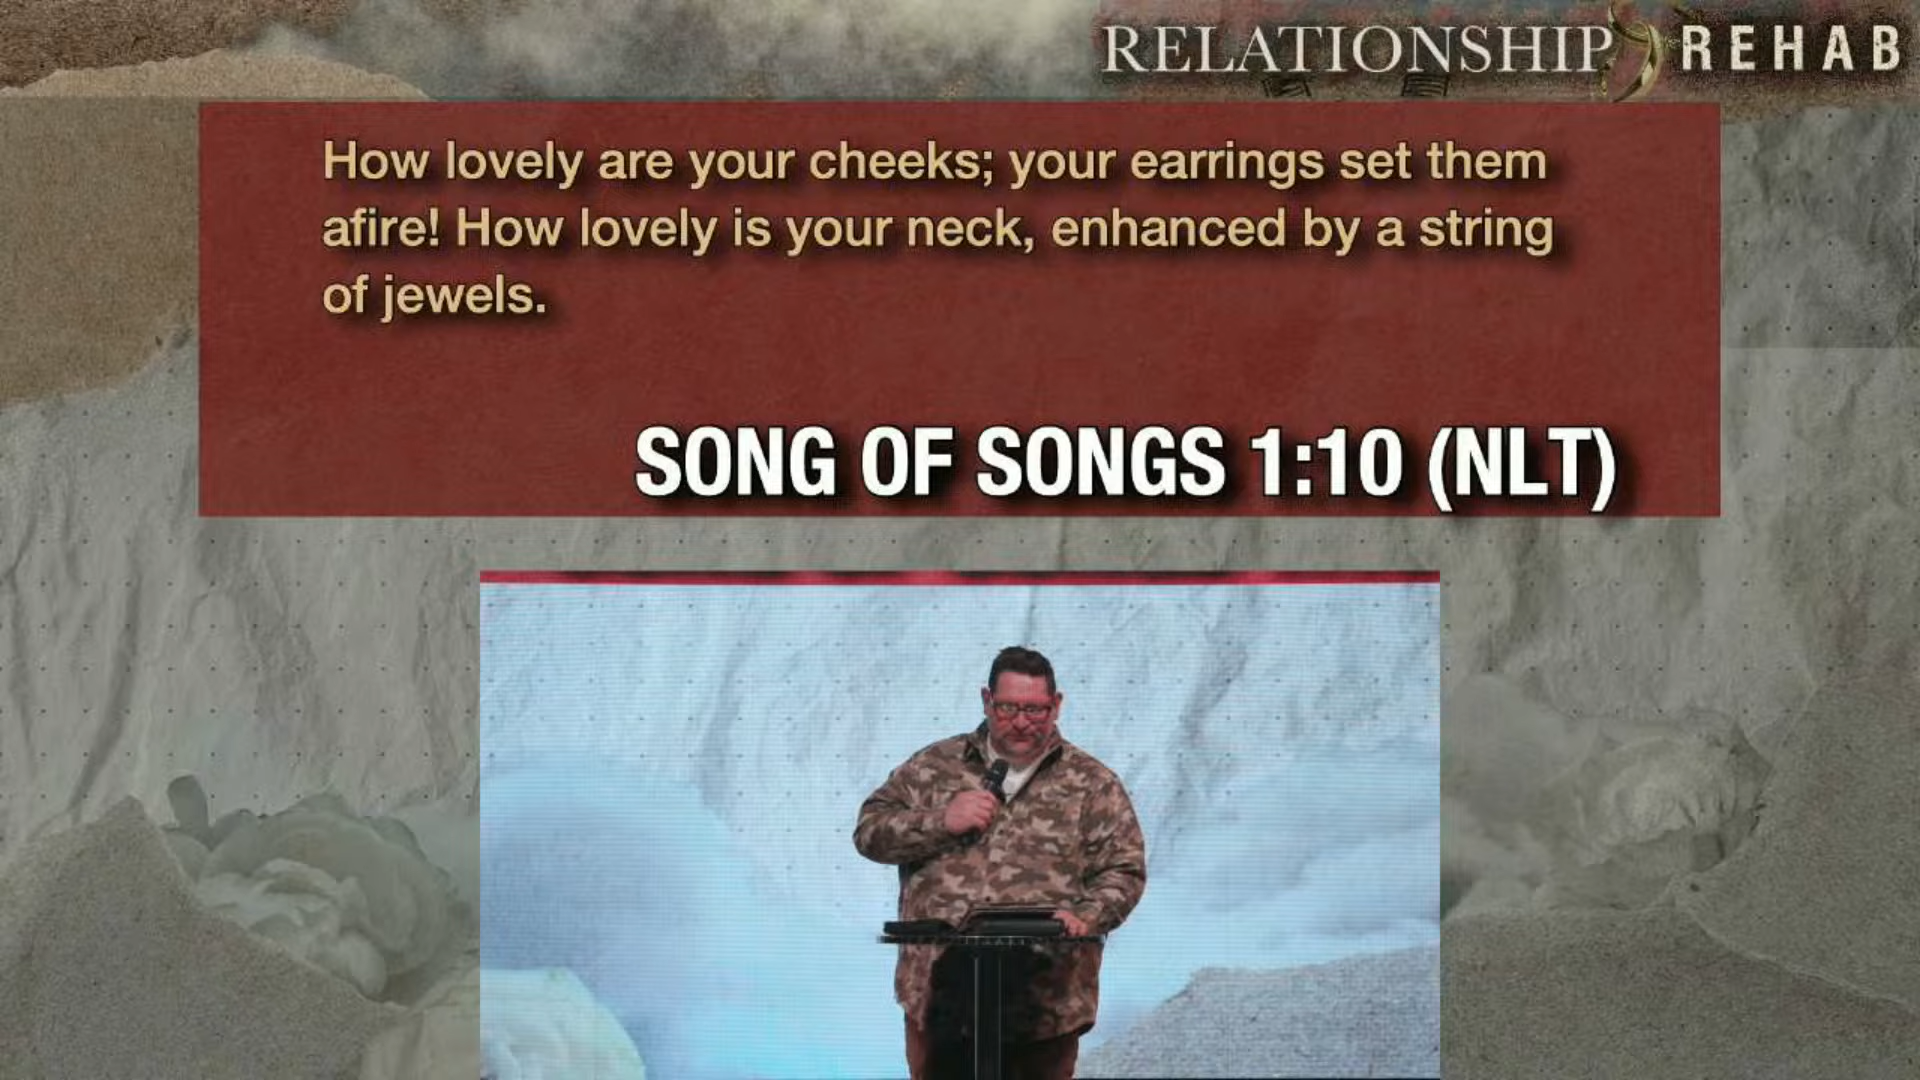 RELATIONSHIP REHAB
How lovely are your cheeks; your earrings set them
afire! How lovely is your neck, enhanced by a string
of jewels.
SONG OF SONGS 1:10 (NLT)